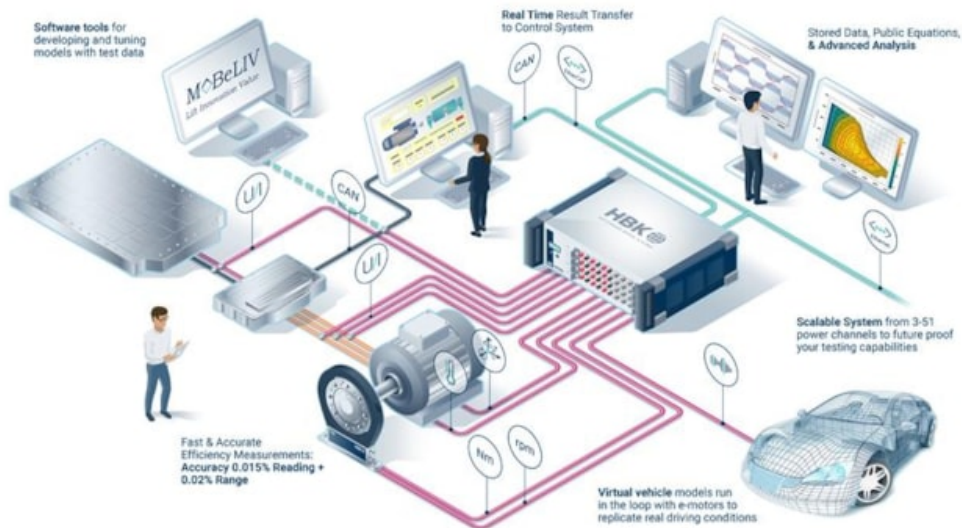 Software tools for
developing and tuning
models with test data
MOBeLIV
Lift Innovation Value
Real Time Result Transfer
to Control System
CAN
Stored Data, Public Equations,
& Advanced Analysis
U/I
CAN
U/I
HBK
Scalable System from 3-51
power channels to future proof
your testing capabilities
Fast & Accurate
Efficiency Measurements:
Accuracy 0.015% Reading +
0.02% Range
Nm
rpm
Virtual vehicle models run
in the loop with e-motors to
replicate real driving conditions